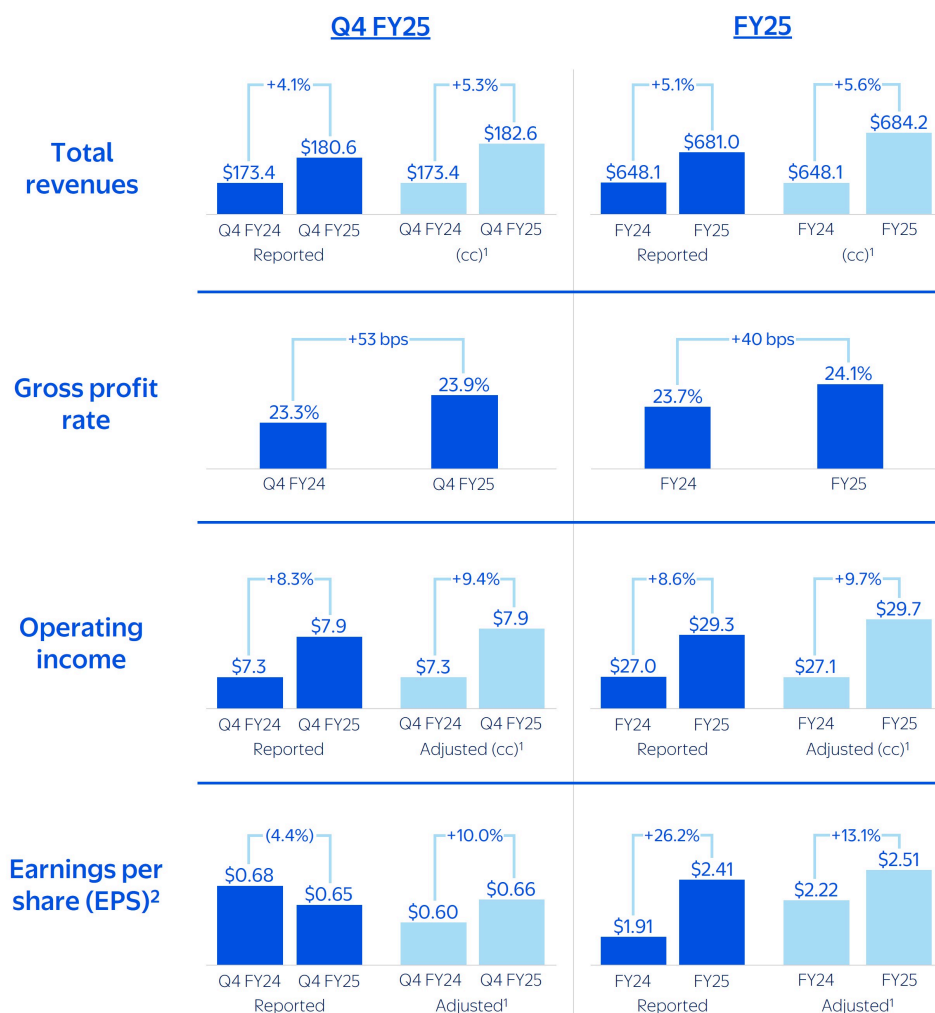 Q4 FY25 FY25
Total
revenues
+4.1% +5.3% +5.1% +5.6%
$173.4 $180.6 $173.4 $182.6 $648.1 $681.0 $648.1 $684.2
Q4 FY24 Q4 FY25 Q4 FY24 Q4 FY25 FY24 FY25 FY24 FY25
Reported (cc)¹ Reported (cc)¹
Gross profit
rate
+53 bps +40 bps
23.3% 23.9% 23.7% 24.1%
Q4 FY24 Q4 FY25 FY24 FY25
Operating
income
+8.3% +9.4% +8.6% +9.7%
$7.3 $7.9 $7.3 $7.9 $27.0 $29.3 $27.1 $29.7
Q4 FY24 Q4 FY25 Q4 FY24 Q4 FY25 FY24 FY25 FY24 FY25
Reported Adjusted (cc)¹ Reported Adjusted (cc)¹
Earnings per
share (EPS)²
(4.4%) +10.0% +26.2% +13.1%
$0.68 $0.65 $0.60 $0.66 $1.91 $2.41 $2.22 $2.51
Q4 FY24 Q4 FY25 Q4 FY24 Q4 FY25 FY24 FY25 FY24 FY25
Reported Adjusted¹ Reported Adjusted¹